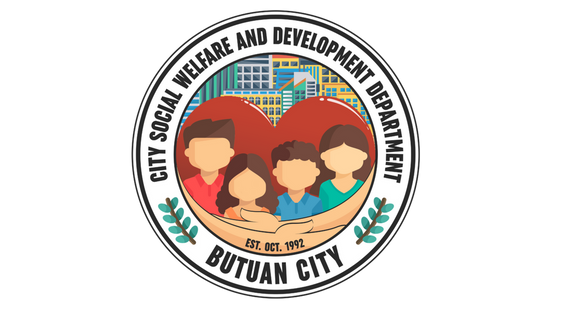 CITY SOCIAL WELFARE AND DEVELOPMENT DEPARTMENT
EST. OCT. 1992
BUTUAN CITY